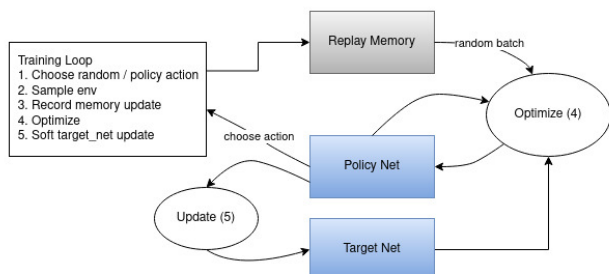 Training Loop
1. Choose random / policy action
2. Sample env
3. Record memory update
4. Optimize
5. Soft target_net update
Replay Memory
random batch
Optimize (4)
choose action
Policy Net
Update (5)
Target Net